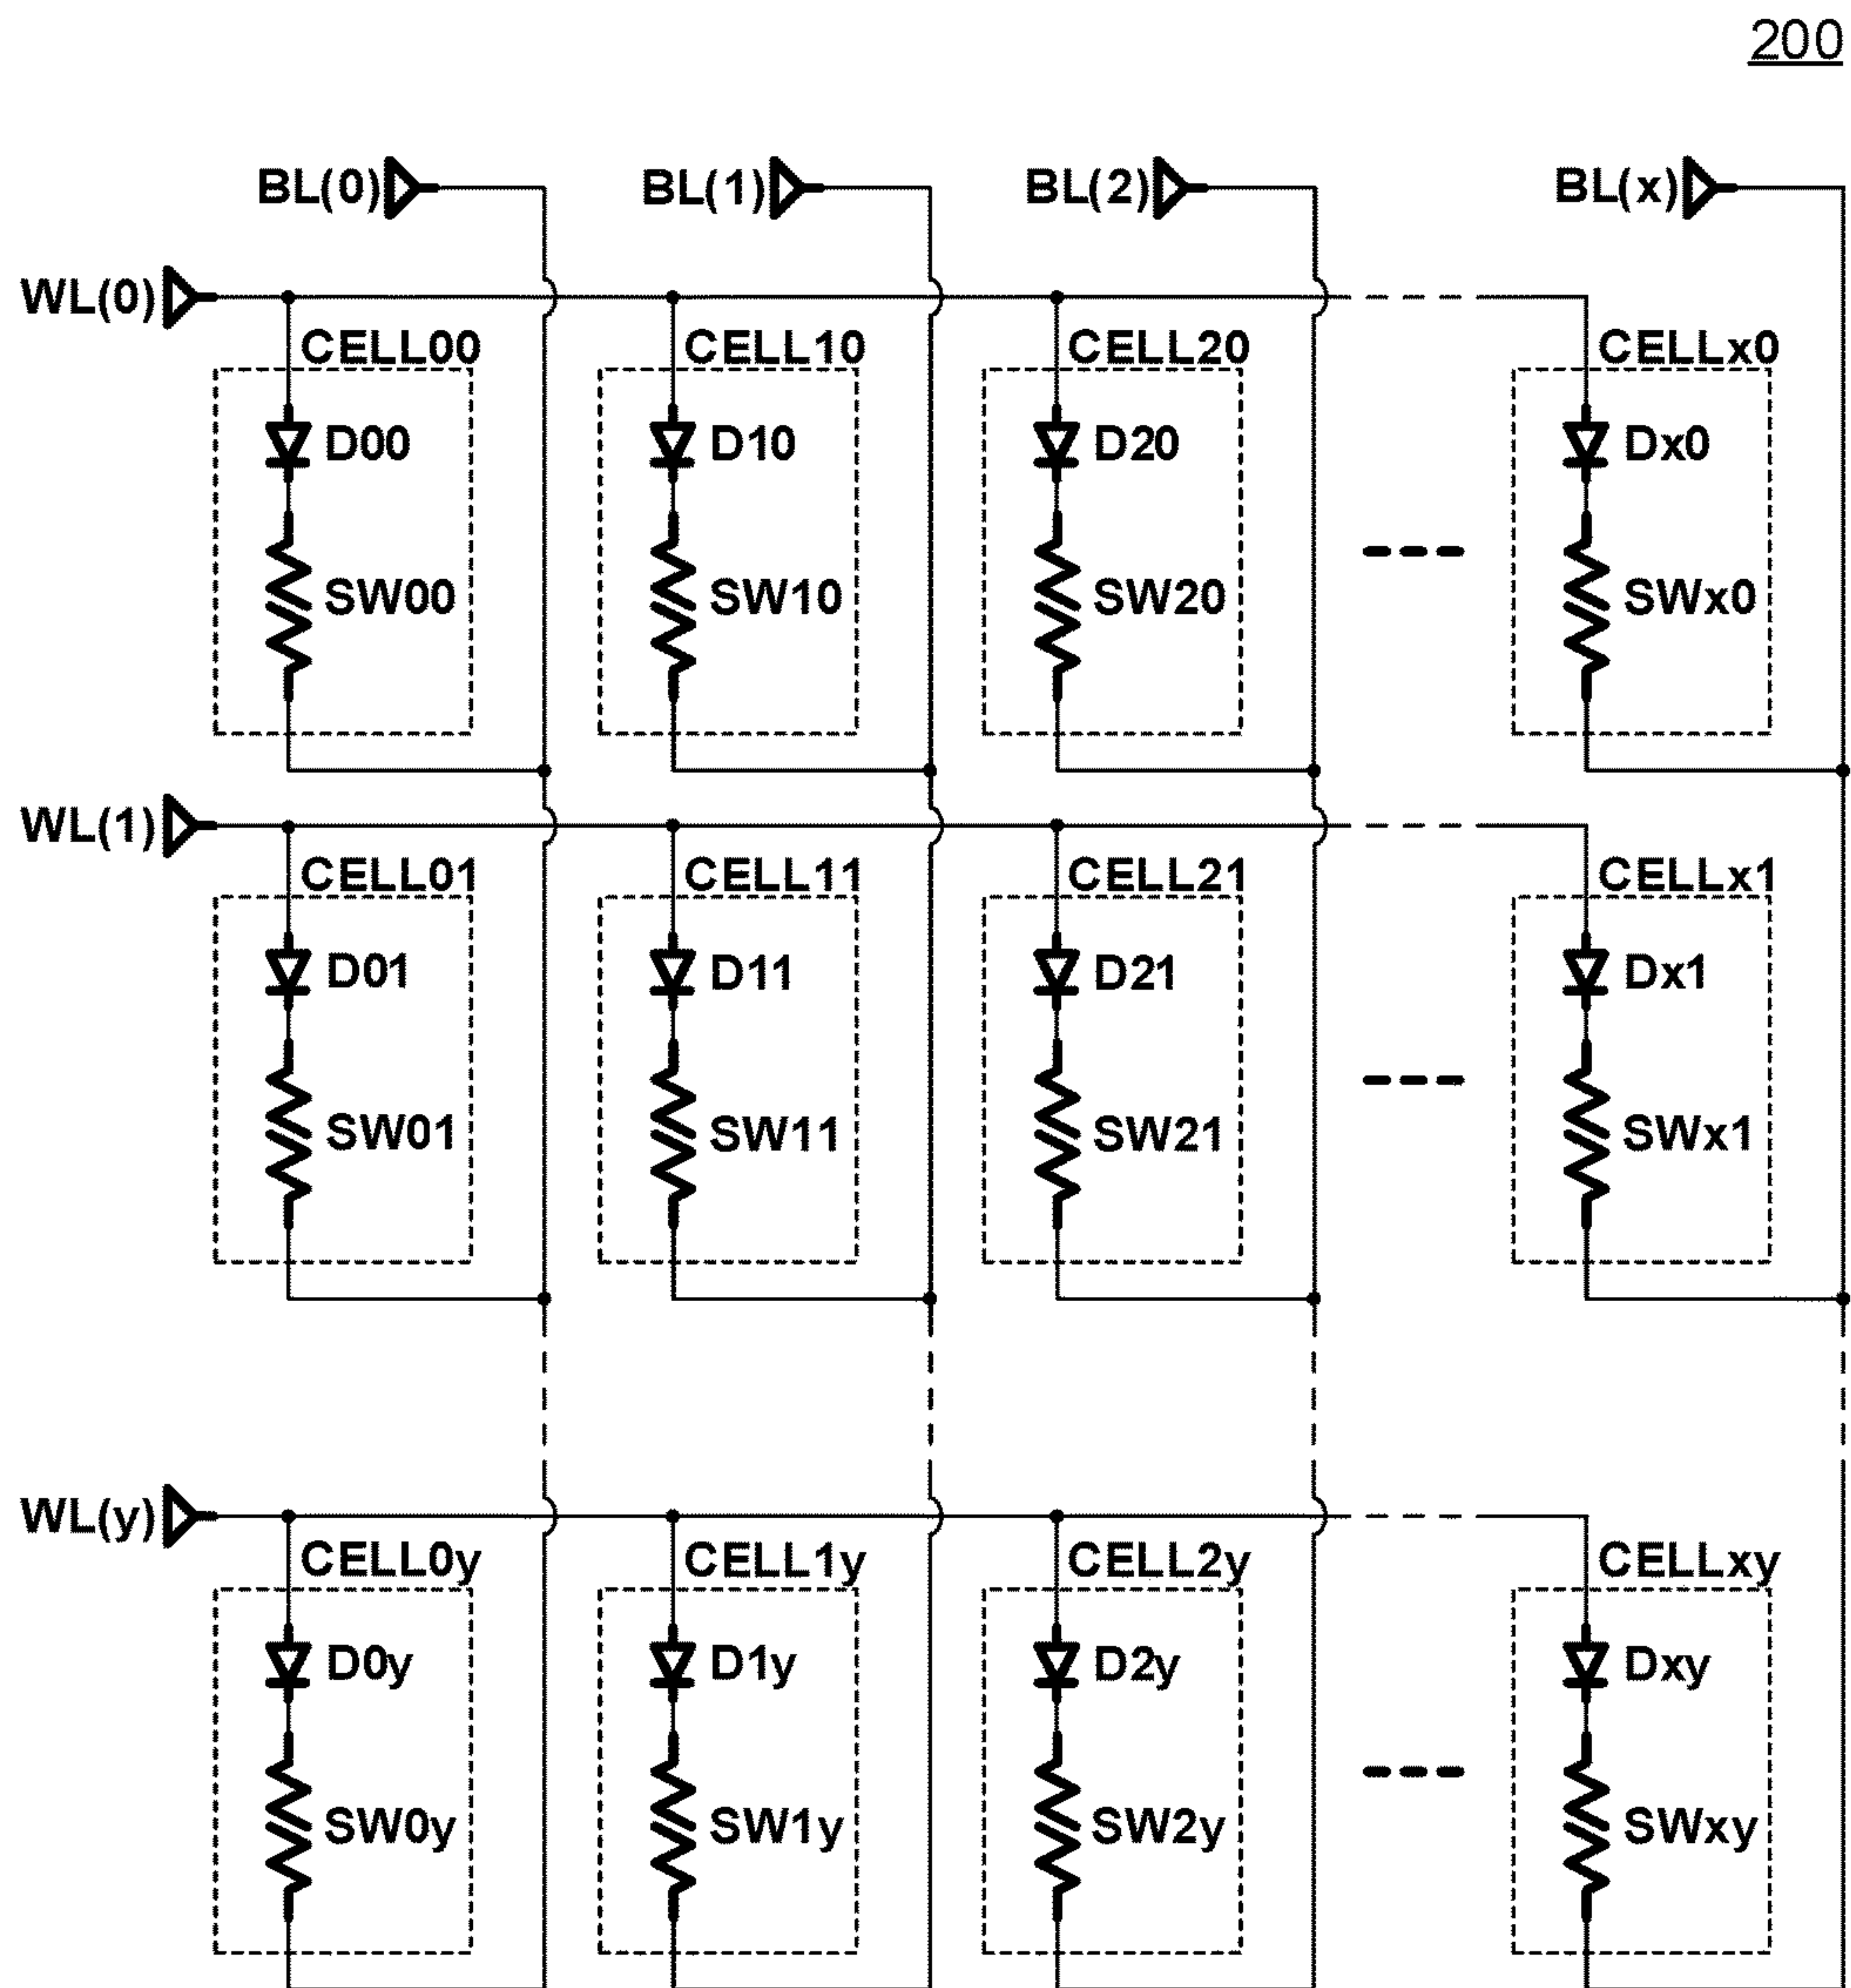 200
BL(0) BL(1) BL(2) BL(x)
WL(0)
CELL00 CELL10 CELL20 CELLx0
D00 D10 D20 Dx0
SW00 SW10 SW20 SWx0
WL(1)
CELL01 CELL11 CELL21 CELLx1
D01 D11 D21 Dx1
SW01 SW11 SW21 SWx1
WL(y)
CELL0y CELL1y CELL2y CELLxy
D0y D1y D2y Dxy
SW0y SW1y SW2y SWxy